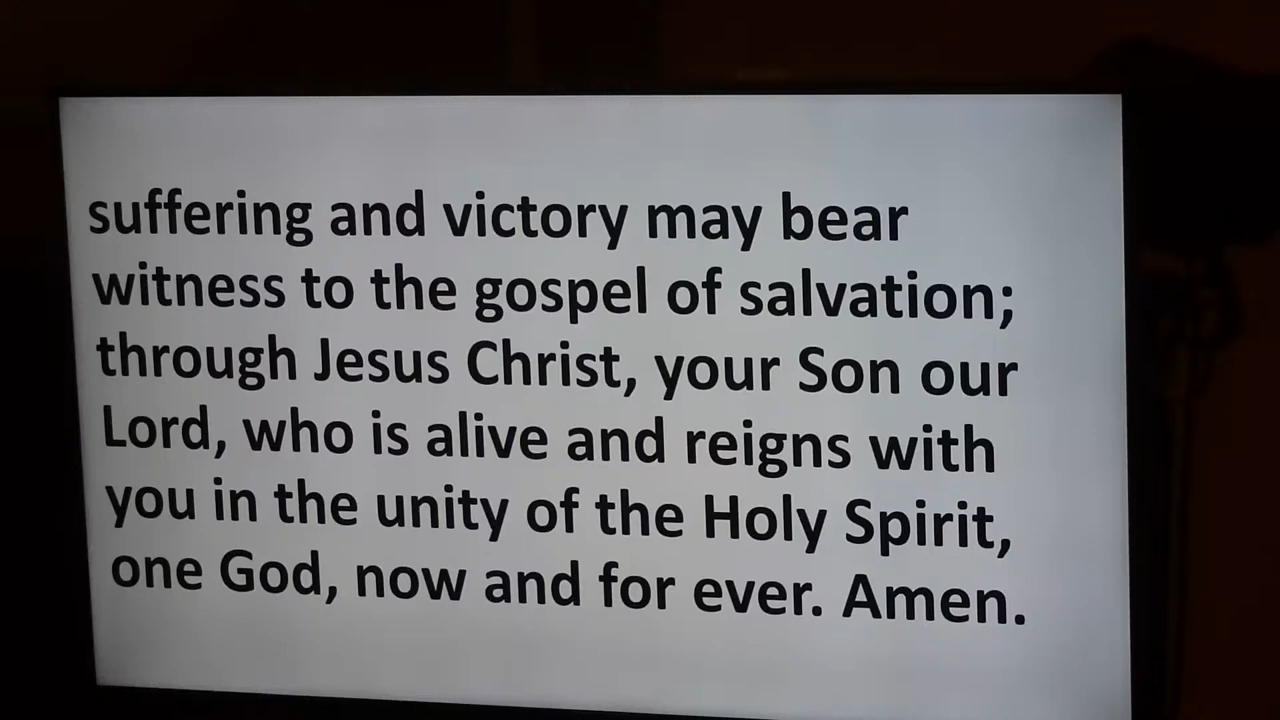 suffering and victory may bear
witness to the gospel of salvation;
through Jesus Christ, your Son our
Lord, who is alive and reigns with
you in the unity of the Holy Spirit,
one God, now and for ever. Amen.